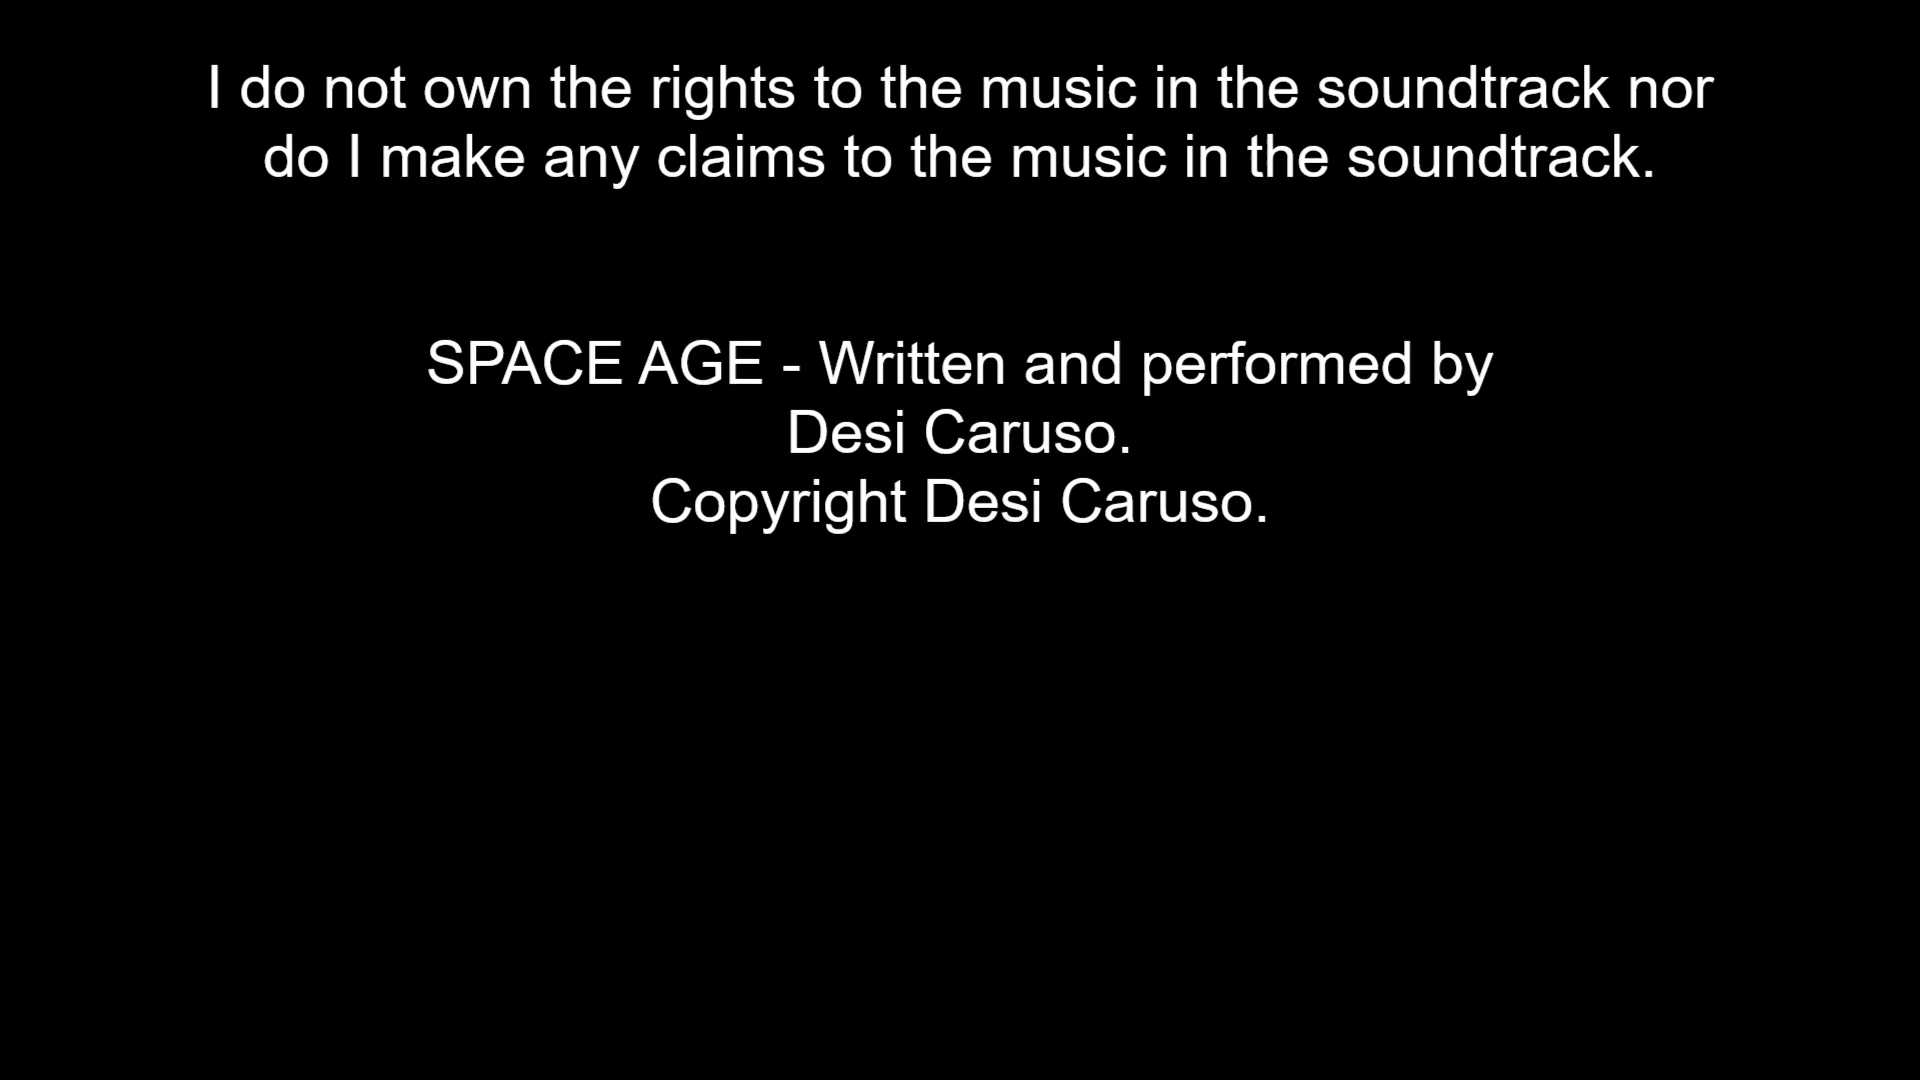 I do not own the rights to the music in the soundtrack nor
do I make any claims to the music in the soundtrack.
SPACE AGE - Written and performed by
Desi Caruso.
Copyright Desi Caruso.